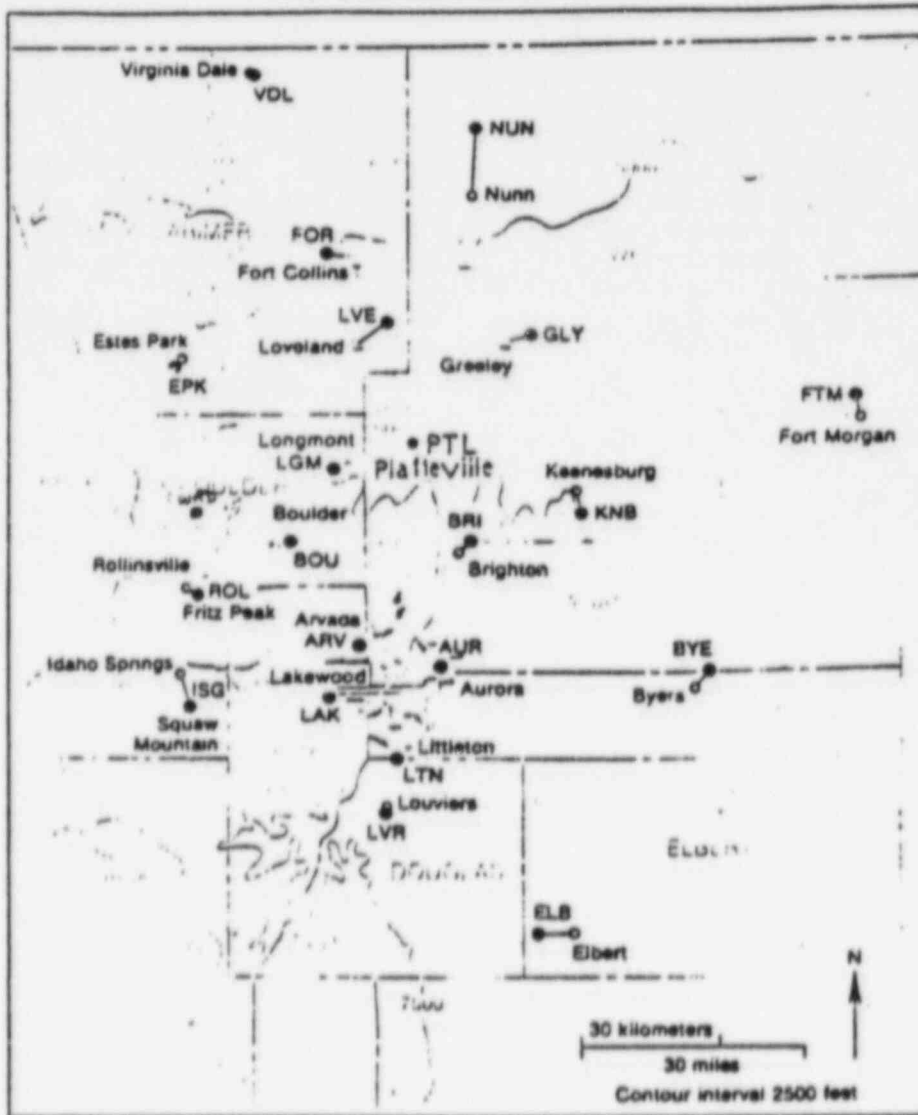 Virginia Dale
VDL
NUN
Nunn
FOR
Fort Collins
LVE
Loveland
GLY
Greeley
Estes Park
EPK
FTM
Fort Morgan
Longmont
LGM
PTL
Platteville
Keenesburg
KNB
Boulder
BOU
BRI
Brighton
Rollinsville
ROL
Fritz Peak
Arvada
ARV
AUR
Aurora
BYE
Byers
Idaho Springs
ISG
Squaw
Mountain
Lakewood
LAK
Littleton
LTN
Louviers
LVR
DOUGLAS
ELB
Elbert
7500
N
30 kilometers
30 miles
Contour interval 2500 feet